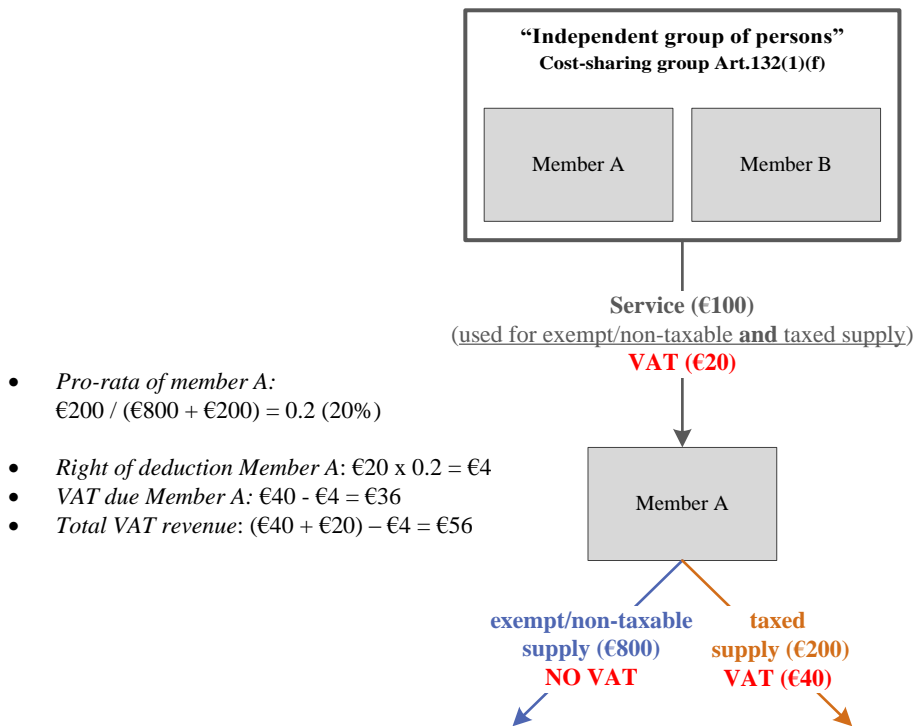 “Independent group of persons”
Cost-sharing group Art.132(1)(f)
Member A
Member B
Service (€100)
(used for exempt/non-taxable and taxed supply)
VAT (€20)
• Pro-rata of member A:
€200 / (€800 + €200) = 0.2 (20%)
• Right of deduction Member A: €20 x 0.2 = €4
• VAT due Member A: €40 - €4 = €36
• Total VAT revenue: (€40 + €20) – €4 = €56
Member A
exempt/non-taxable
supply (€800)
NO VAT
taxed
supply (€200)
VAT (€40)